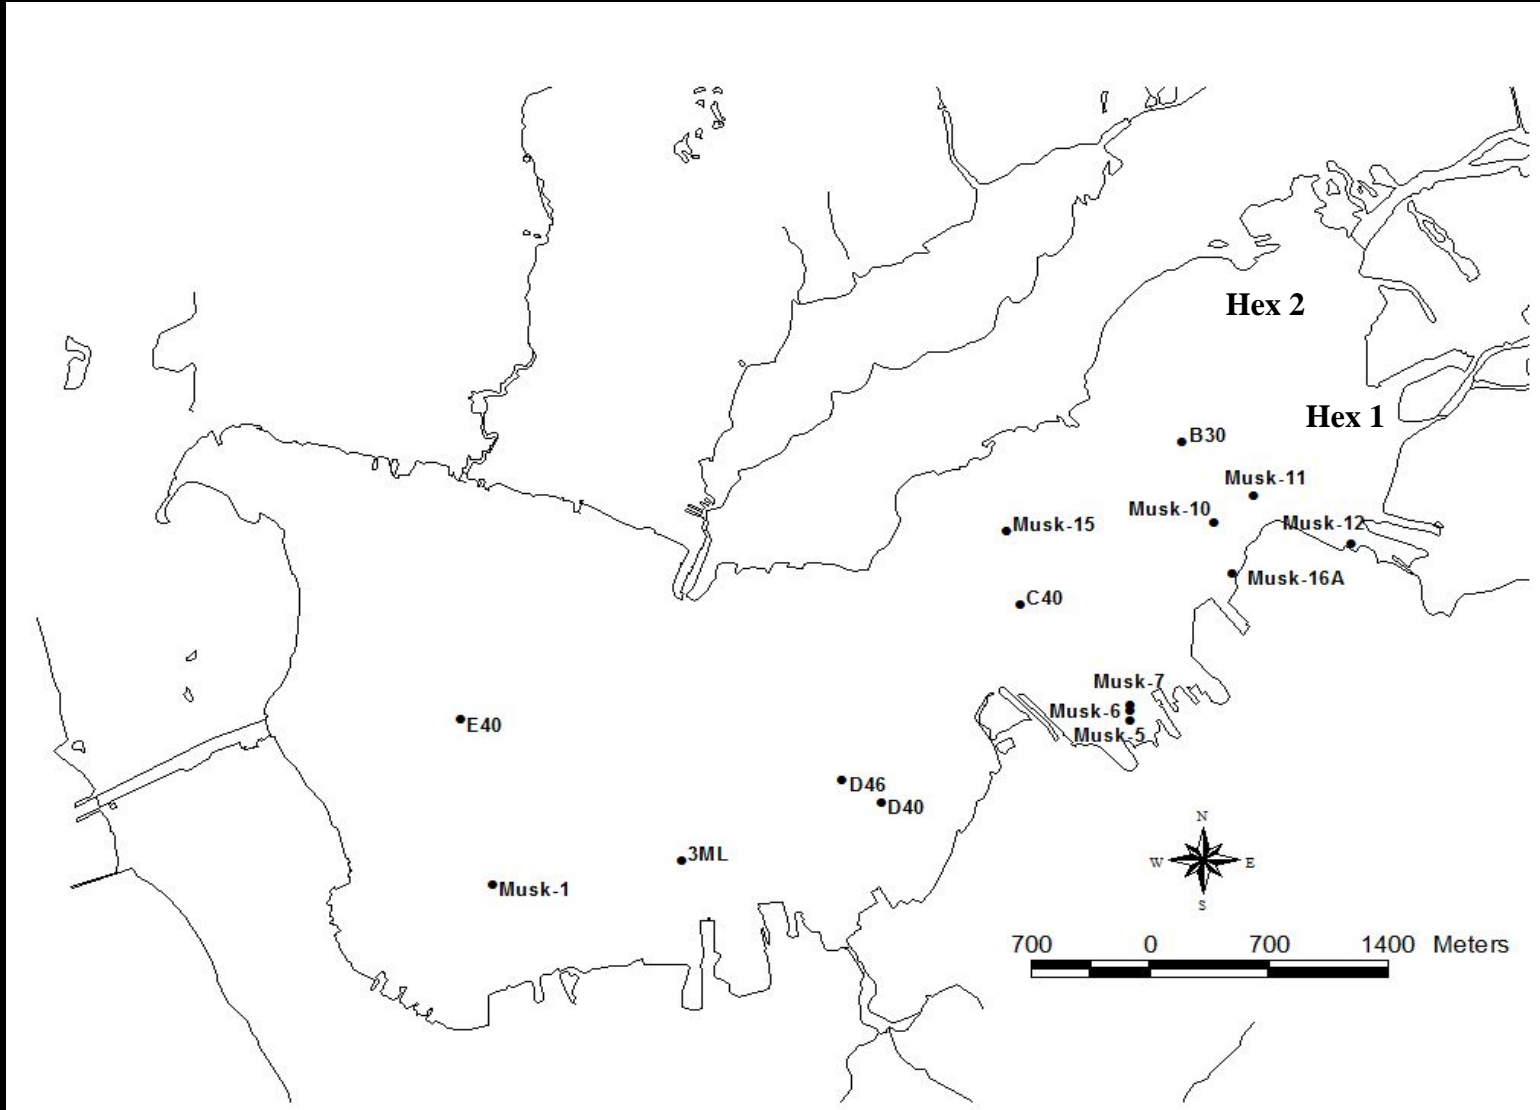 Hex 2
Hex 1
B30
Musk-11
Musk-10
Musk-15
Musk-12
Musk-16A
C40
Musk-7
Musk-6
Musk-5
E40
D46
D40
3ML
Musk-1
N
W E
S
700 0 700 1400 Meters